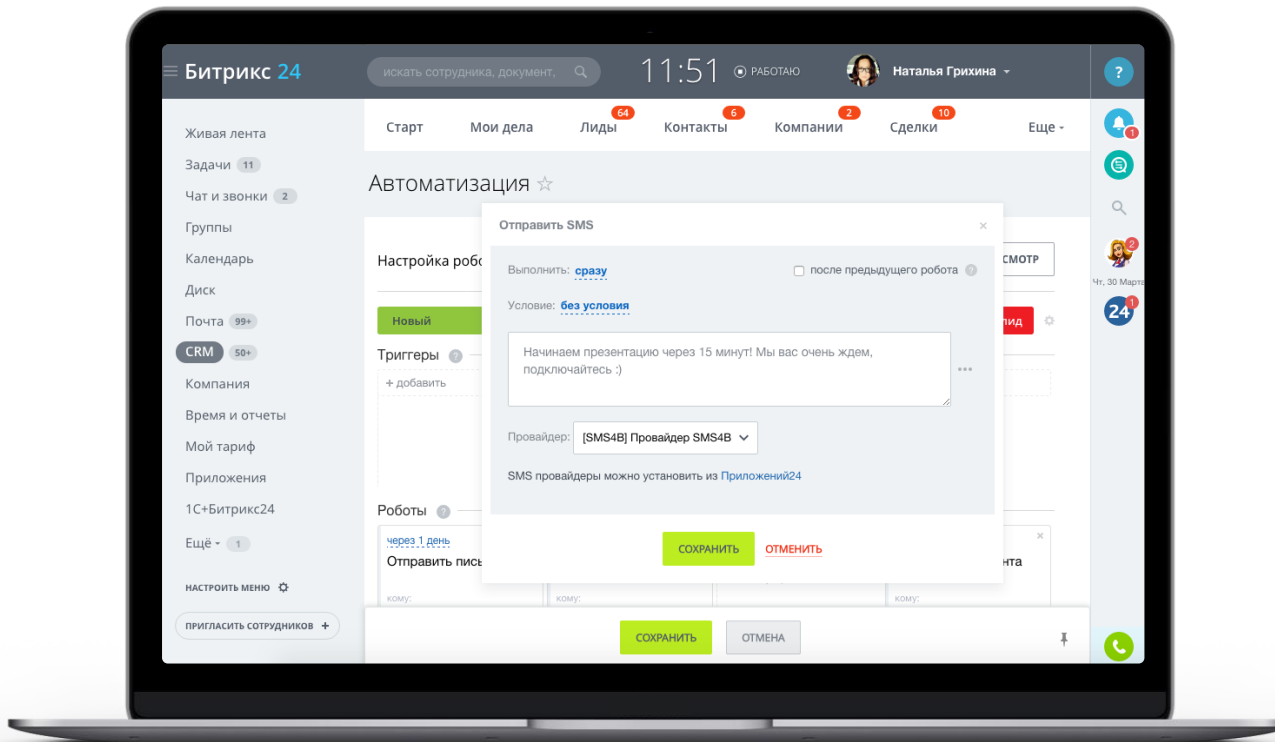 Битрикс 24
искать сотрудника, документ,
11:51
РАБОТАЮ
Наталья Грихина
?
Живая лента
Задачи 11
Чат и звонки 2
Группы
Календарь
Диск
Почта 99+
CRM 50+
Компания
Время и отчеты
Мой тариф
Приложения
1С+Битрикс24
Ещё 1
НАСТРОИТЬ МЕНЮ
ПРИГЛАСИТЬ СОТРУДНИКОВ +
Старт
Мои дела
Лиды 64
Контакты 6
Компании 2
Сделки 10
Еще
Автоматизация
Настройка робо
СМОТР
Новый
лид
Триггеры ?
+ добавить
Роботы ?
через 1 день
Отправить пись
нта
кому:
кому:
кому:
Отправить SMS
×
Выполнить: сразу
после предыдущего робота ?
Условие: без условия
Начинаем презентацию через 15 минут! Мы вас очень ждем,
подключайтесь :)
...
Провайдер: [SMS4B] Провайдер SMS4B
SMS провайдеры можно установить из Приложений24
СОХРАНИТЬ
ОТМЕНИТЬ
СОХРАНИТЬ
ОТМЕНА
1
2
Чт, 30 Марта
24 1